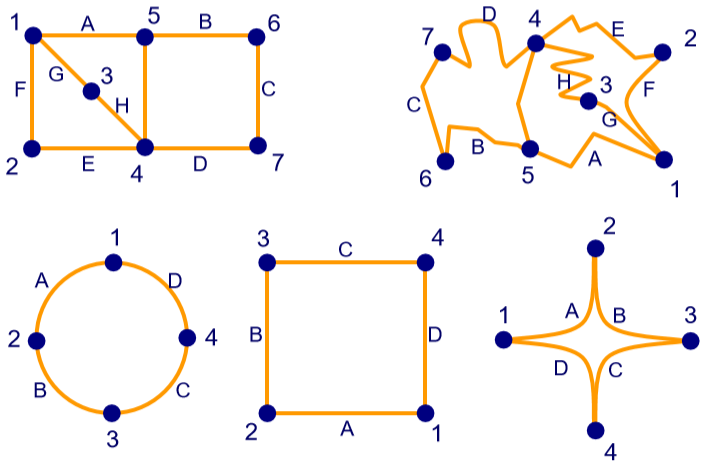 1 A 5 B 6
F G 3 H C
2 E 4 D 7
7 D 4 E 2
C H 3 G F
6 B 5 A 1
1
A D
2 4
B C
3
3 C 4
B D
2 A 1
2
1 A B 3
D C
4